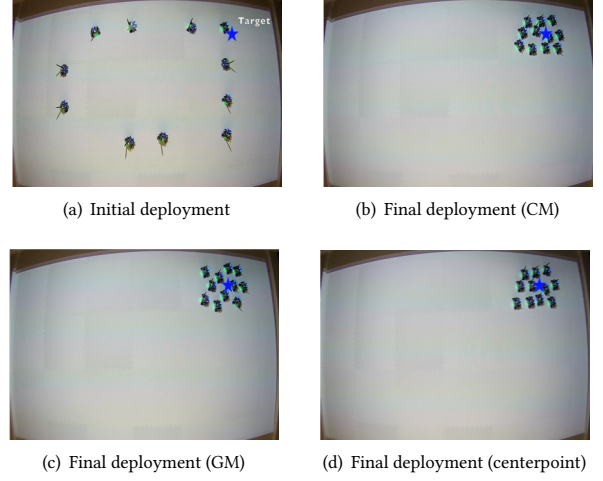 Target
(a) Initial deployment
(b) Final deployment (CM)
(c) Final deployment (GM)
(d) Final deployment (centerpoint)